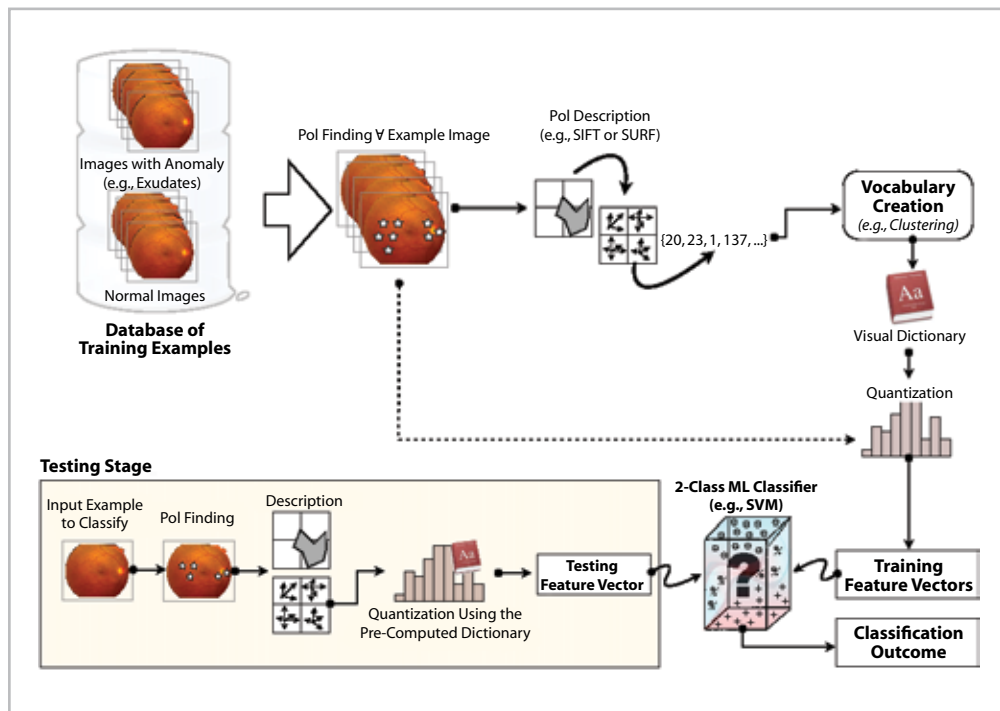 Images with Anomaly
(e.g., Exudates)
Normal Images
Database of
Training Examples
PoI Finding ∀ Example Image
PoI Description
(e.g., SIFT or SURF)
{20, 23, 1, 137, ...}
Vocabulary
Creation
(e.g., Clustering)
Aa
Visual Dictionary
Quantization
Testing Stage
Input Example
to Classify
PoI Finding
Description
Aa
Quantization Using the
Pre-Computed Dictionary
Testing
Feature Vector
2-Class ML Classifier
(e.g., SVM)
?
Training
Feature Vectors
Classification
Outcome